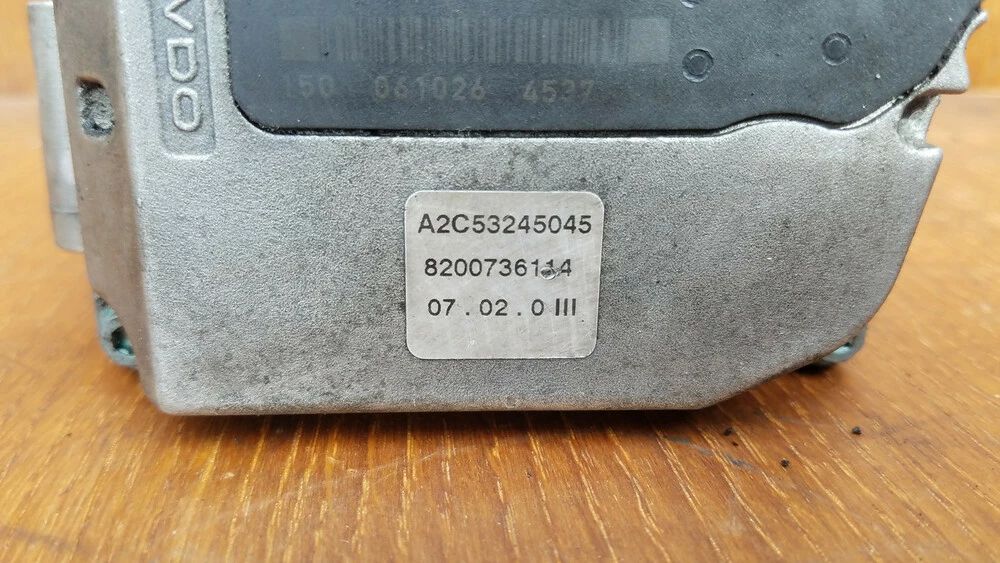 VDO
150 061026 4537
A2C53245045
8200736114
07 . 02 . 0 III